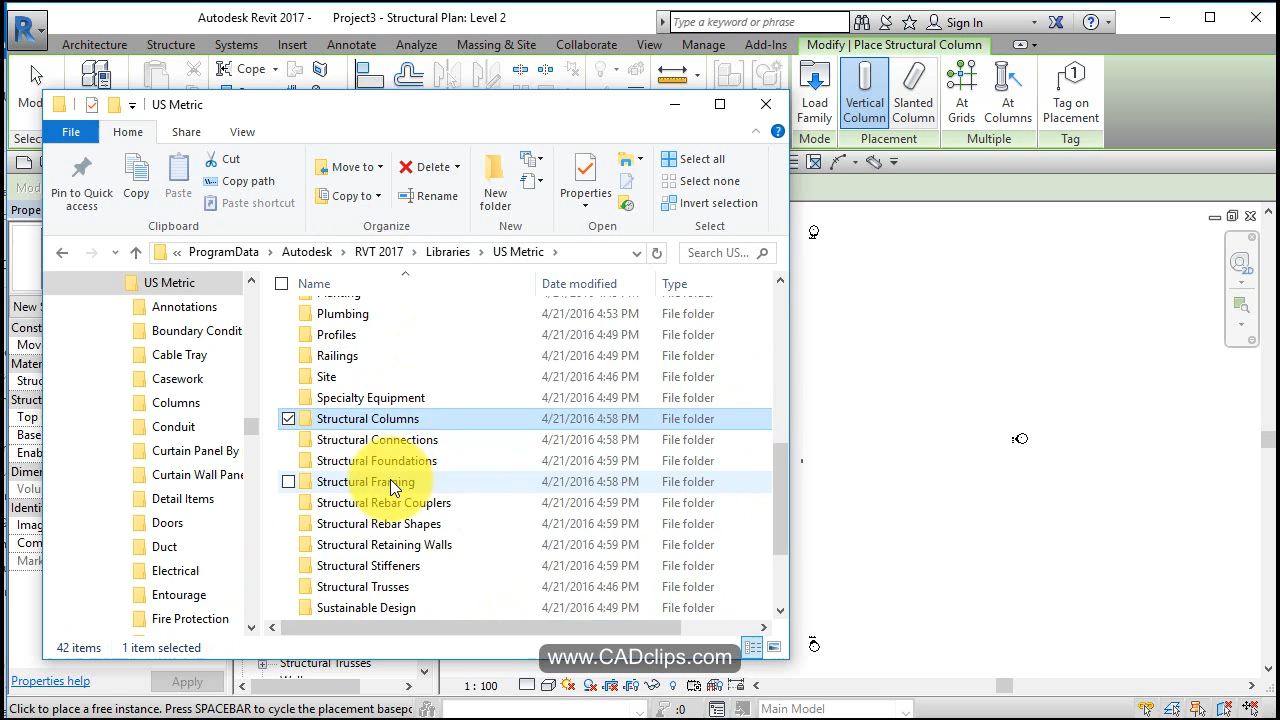 Autodesk Revit 2017 - Project3 - Structural Plan: Level 2
Type a keyword or phrase
Sign In
Architecture Structure Systems Insert Annotate Analyze Massing & Site Collaborate View Manage Add-Ins Modify | Place Structural Column
Cope
Load Family
Vertical Column
Slanted Column
At Grids
At Columns
Tag on Placement
Mode Placement Multiple Tag
US Metric
File Home Share View
Pin to Quick access
Copy
Paste
Cut
Copy path
Paste shortcut
Move to
Copy to
Delete
Rename
New folder
Properties
Select all
Select none
Invert selection
Clipboard Organize New Open Select
« ProgramData > Autodesk > RVT 2017 > Libraries > US Metric >
Search US...
Name Date modified Type
US Metric
Annotations
Boundary Condit
Cable Tray
Casework
Columns
Conduit
Curtain Panel By
Curtain Wall Pane
Detail Items
Doors
Duct
Electrical
Entourage
Fire Protection
Plumbing 4/21/2016 4:53 PM File folder
Profiles 4/21/2016 4:49 PM File folder
Railings 4/21/2016 4:49 PM File folder
Site 4/21/2016 4:46 PM File folder
Specialty Equipment 4/21/2016 4:49 PM File folder
Structural Columns 4/21/2016 4:58 PM File folder
Structural Connections 4/21/2016 4:58 PM File folder
Structural Foundations 4/21/2016 4:59 PM File folder
Structural Framing 4/21/2016 4:58 PM File folder
Structural Rebar Couplers 4/21/2016 4:59 PM File folder
Structural Rebar Shapes 4/21/2016 4:59 PM File folder
Structural Retaining Walls 4/21/2016 4:59 PM File folder
Structural Stiffeners 4/21/2016 4:59 PM File folder
Structural Trusses 4/21/2016 4:46 PM File folder
Sustainable Design 4/21/2016 4:49 PM File folder
42 items 1 item selected
www.CADclips.com
Structural Trusses
Properties help
Apply
1 : 100
Click to place a free instance. Press SPACEBAR to cycle the placement basepc
:0
Main Model